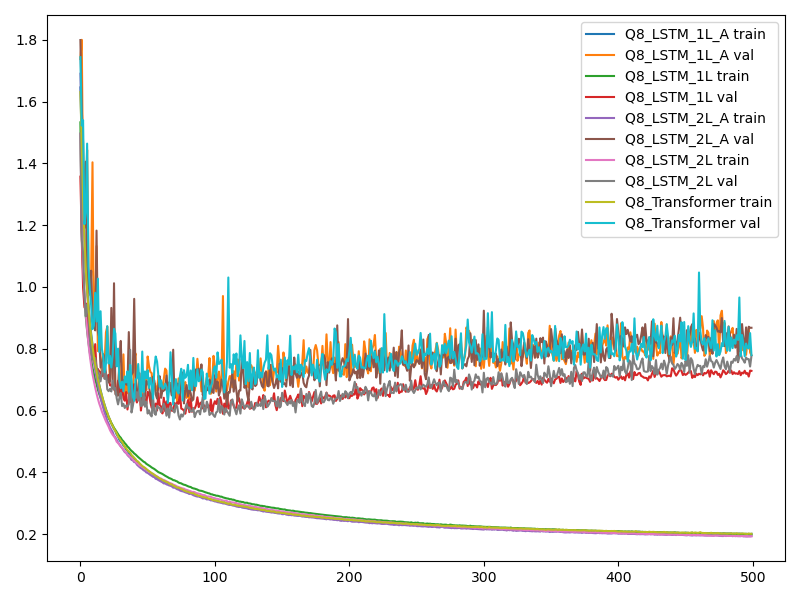 1.8
1.6
1.4
1.2
1.0
0.8
0.6
0.4
0.2
0
100
200
300
400
500
Q8_LSTM_1L_A train
Q8_LSTM_1L_A val
Q8_LSTM_1L train
Q8_LSTM_1L val
Q8_LSTM_2L_A train
Q8_LSTM_2L_A val
Q8_LSTM_2L train
Q8_LSTM_2L val
Q8_Transformer train
Q8_Transformer val